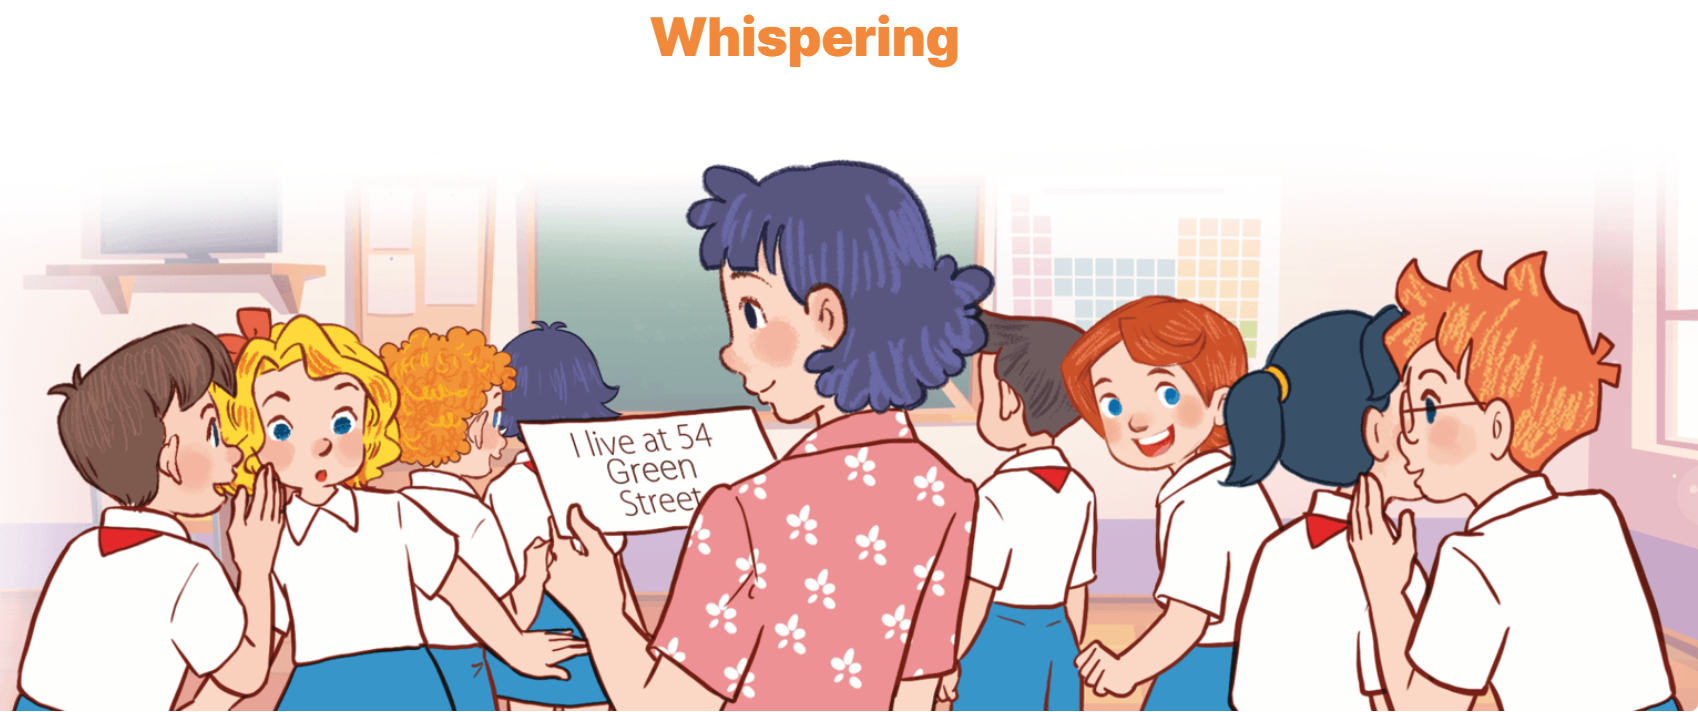 Whispering
I live at 54
Green
Street